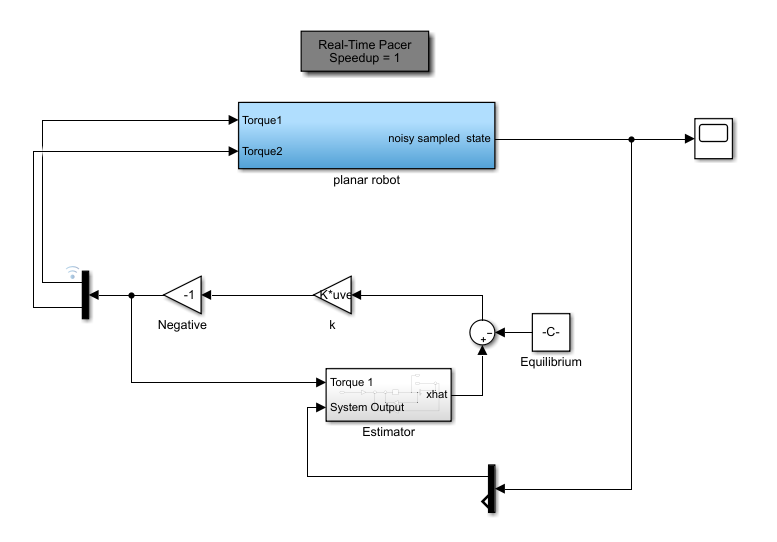 Real-Time Pacer
Speedup = 1
Torque1
noisy sampled state
Torque2
planar robot
-1
K*uve
Negative
k
-C-
Equilibrium
Torque 1
xhat
System Output
Estimator